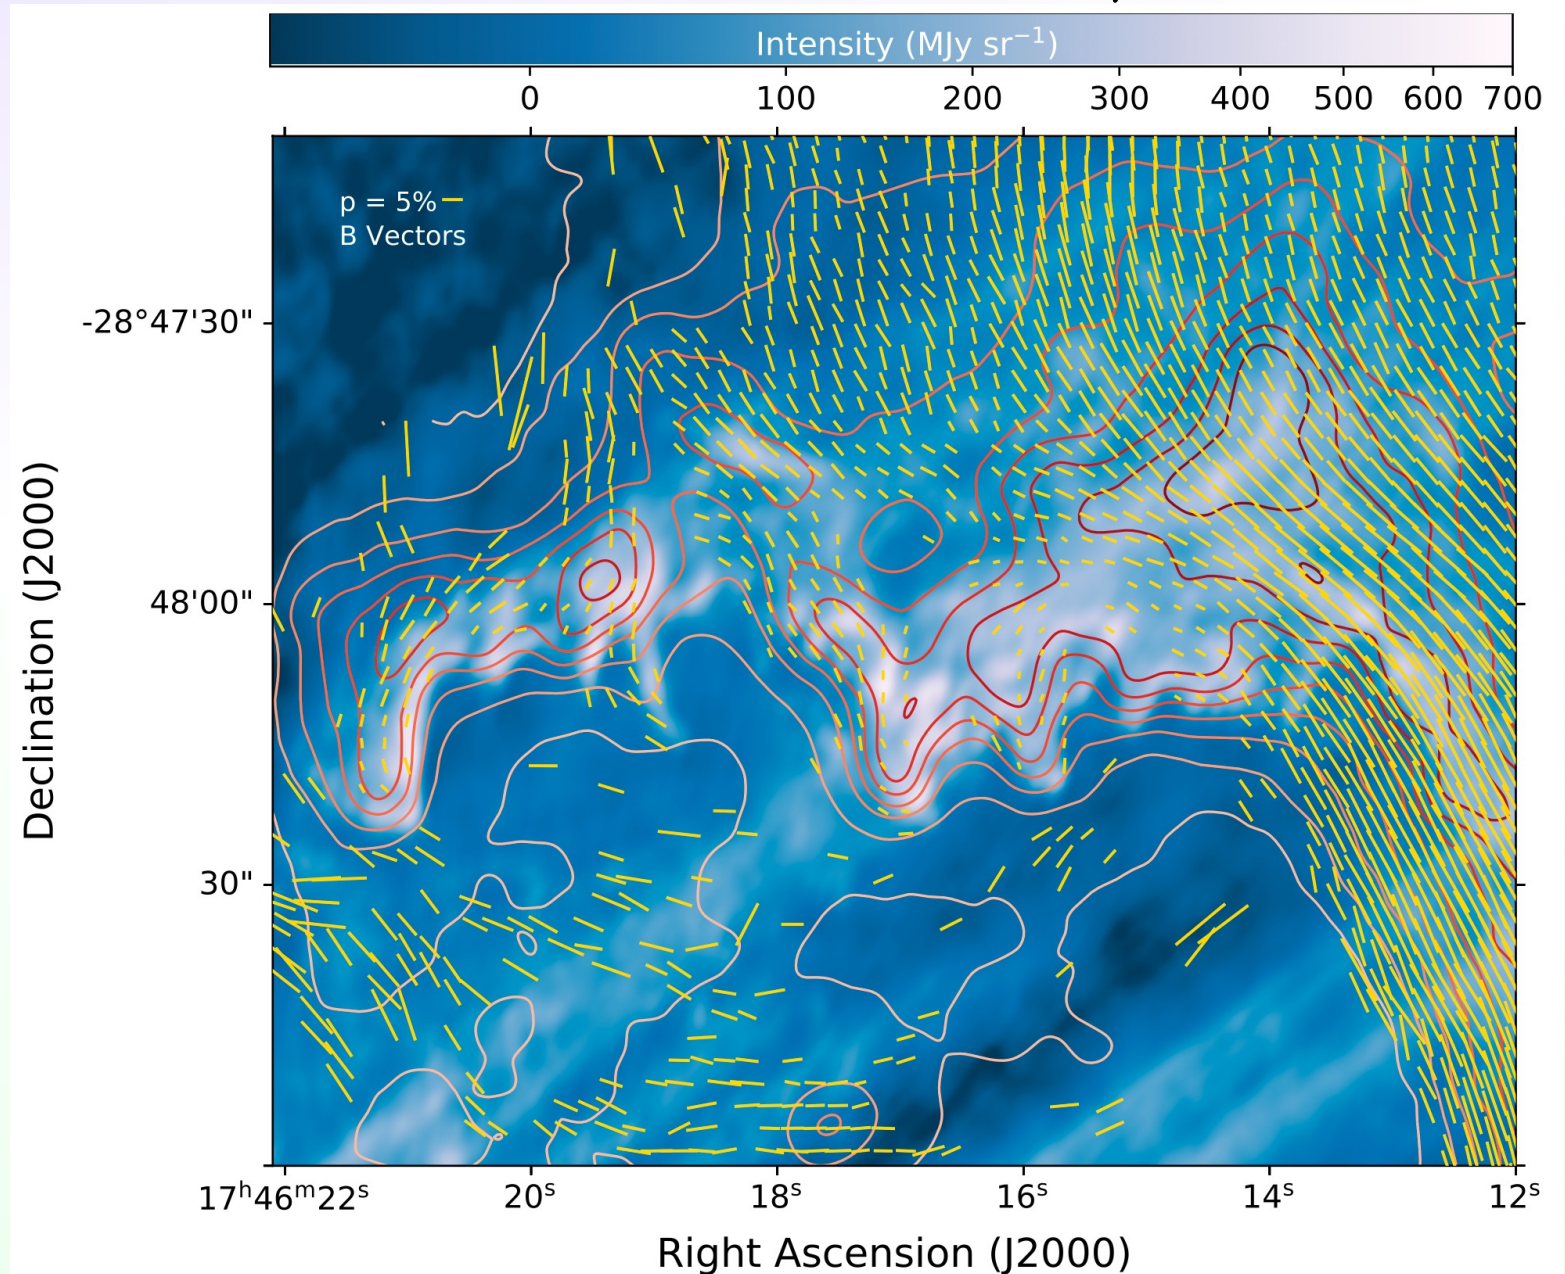 Intensity (MJy sr⁻¹)
0 100 200 300 400 500 600 700
p = 5%
B Vectors
Declination (J2000)
-28°47'30"
48'00"
30"
17ʰ46ᵐ22ˢ 20ˢ 18ˢ 16ˢ 14ˢ 12ˢ
Right Ascension (J2000)